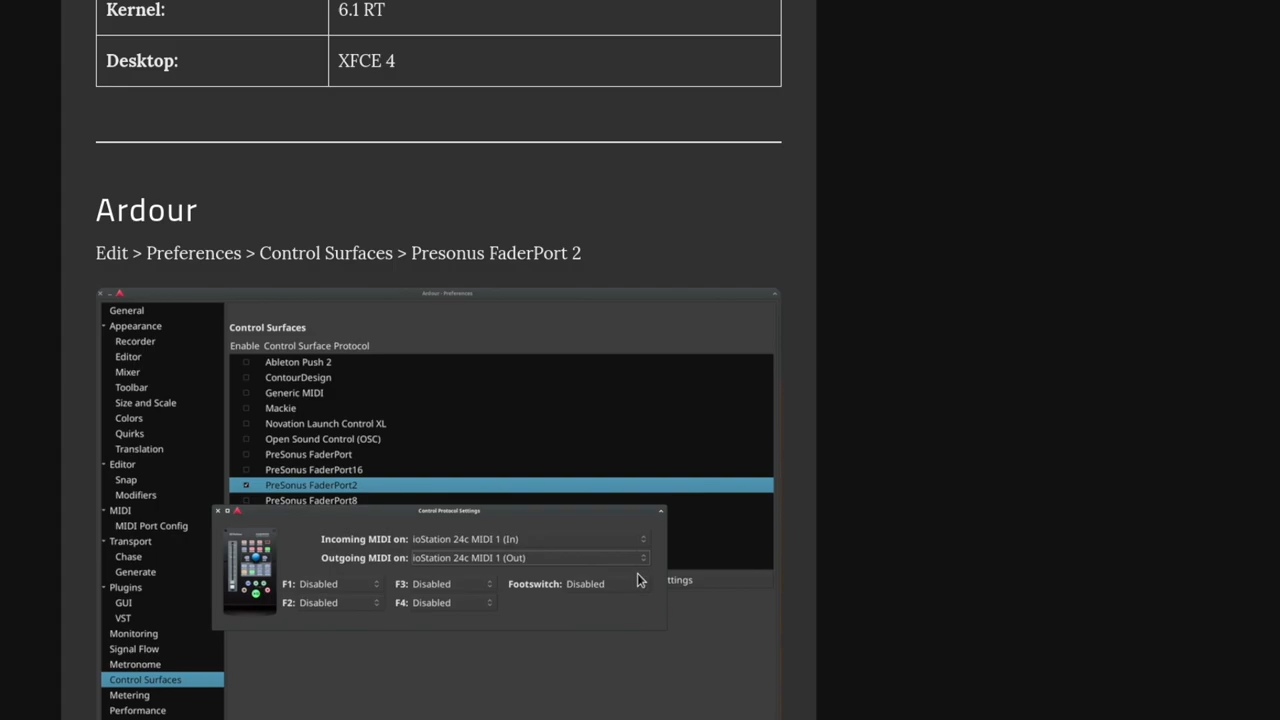 Kernel: 6.1 RT
Desktop: XFCE 4
Ardour
Edit > Preferences > Control Surfaces > Presonus FaderPort 2
Ardour - Preferences
General
Appearance
Recorder
Editor
Mixer
Toolbar
Size and Scale
Colors
Quirks
Translation
Editor
Snap
Modifiers
MIDI
MIDI Port Config
Transport
Chase
Generate
Plugins
GUI
VST
Monitoring
Signal Flow
Metronome
Control Surfaces
Metering
Performance
Control Surfaces
Enable Control Surface Protocol
Ableton Push 2
ContourDesign
Generic MIDI
Mackie
Novation Launch Control XL
Open Sound Control (OSC)
PreSonus FaderPort
PreSonus FaderPort16
PreSonus FaderPort2
PreSonus FaderPort8
ttings
Control Protocol Settings
Incoming MIDI on: ioStation 24c MIDI 1 (In)
Outgoing MIDI on: ioStation 24c MIDI 1 (Out)
F1: Disabled F3: Disabled Footswitch: Disabled
F2: Disabled F4: Disabled